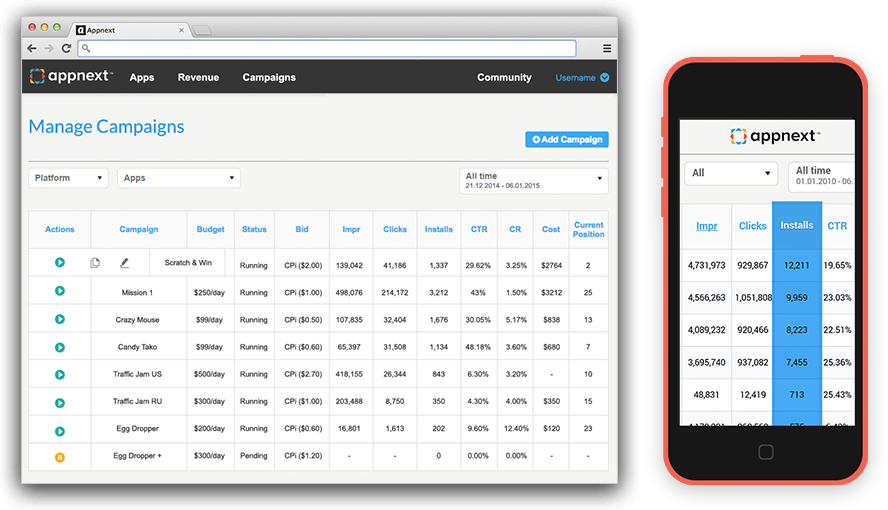 Appnext
appnext™ Apps Revenue Campaigns Community Username
Manage Campaigns
Add Campaign
Platform Apps All time
21.12.2014 - 06.01.2015
Actions Campaign Budget Status Bid Impr Clicks Installs CTR CR Cost Current Position
Scratch & Win Running CPi ($2.00) 139,042 41,186 1,337 29.62% 3.25% $2764 2
Mission 1 $250/day Running CPi ($1.00) 498,076 214,172 3,212 43% 1.50% $3212 25
Crazy Mouse $99/day Running CPi ($0.50) 107,835 32,404 1,676 30.05% 5.17% $838 13
Candy Tako $99/day Running CPi ($0.60) 65,397 31,508 1,134 48.18% 3.60% $680 7
Traffic Jam US $500/day Running CPi ($2.70) 418,155 26,344 843 6.30% 3.20% - 10
Traffic Jam RU $300/day Running CPi ($1.00) 203,488 8,750 350 4.30% 4.00% $350 15
Egg Dropper $200/day Running CPi ($0.60) 16,801 1,613 202 9.60% 12.40% $120 23
Egg Dropper + $300/day Pending CPi ($1.20) - - 0 0.00% 0.00% - -
appnext™
All All time
01.01.2010 - 06.
Impr Clicks Installs CTR
4,731,973 929,867 12,211 19.65%
4,566,263 1,051,808 9,959 23.03%
4,089,232 920,466 8,223 22.51%
3,695,740 937,082 7,455 25.36%
48,831 12,419 713 25.43%